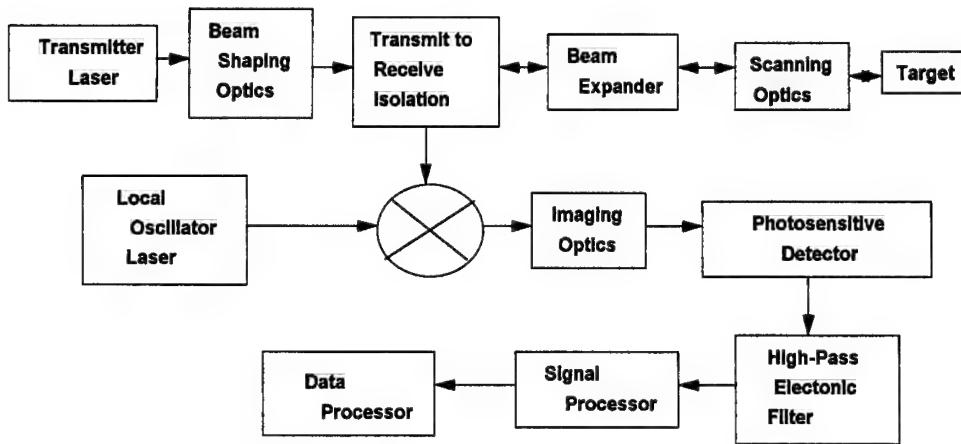 Transmitter
Laser
Beam
Shaping
Optics
Transmit to
Receive
Isolation
Beam
Expander
Scanning
Optics
Target
Local
Oscillator
Laser
Imaging
Optics
Photosensitive
Detector
High-Pass
Electonic
Filter
Signal
Processor
Data
Processor